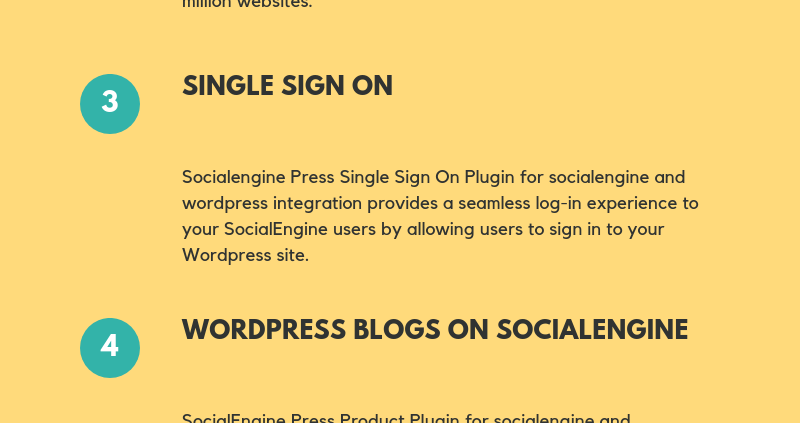 million websites.
3
SINGLE SIGN ON
Socialengine Press Single Sign On Plugin for socialengine and
wordpress integration provides a seamless log-in experience to
your SocialEngine users by allowing users to sign in to your
Wordpress site.
4
WORDPRESS BLOGS ON SOCIALENGINE
SocialEngine Press Product Plugin for socialengine and